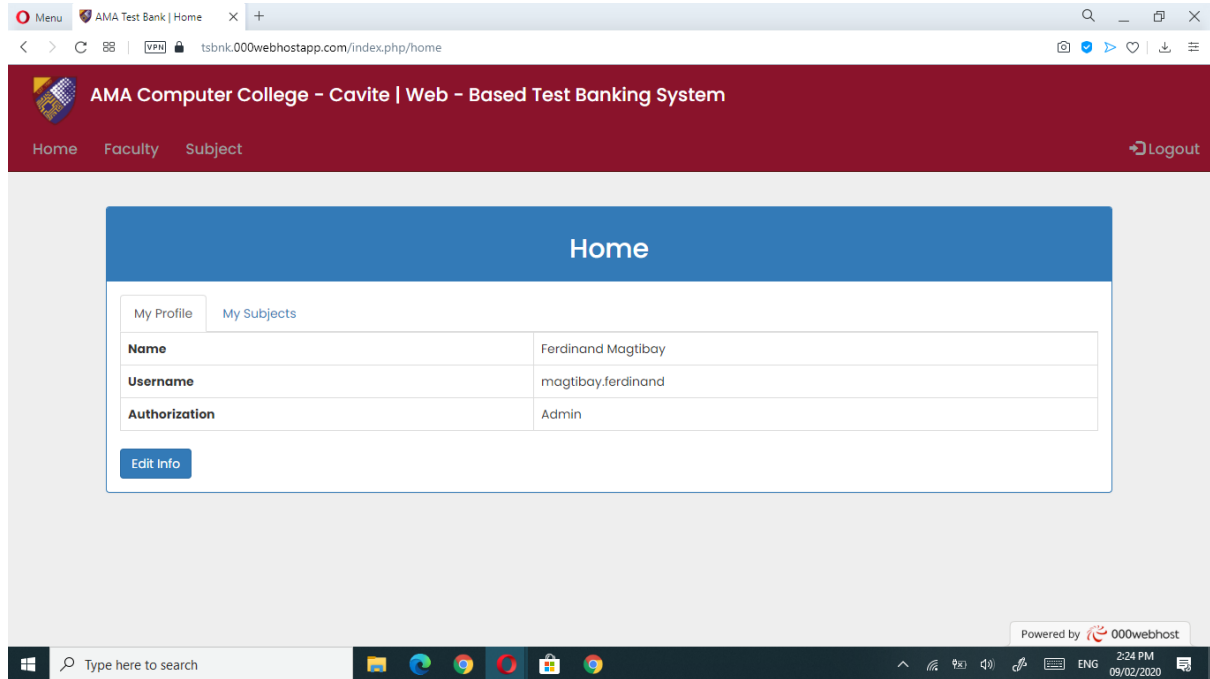 Menu AMA Test Bank | Home
VPN tsbnk.000webhostapp.com/index.php/home
AMA Computer College - Cavite | Web - Based Test Banking System
Home Faculty Subject Logout
Home
My Profile My Subjects
Name Ferdinand Magtibay
Username magtibay.ferdinand
Authorization Admin
Edit Info
Powered by 000webhost
Type here to search ENG 2:24 PM
09/02/2020